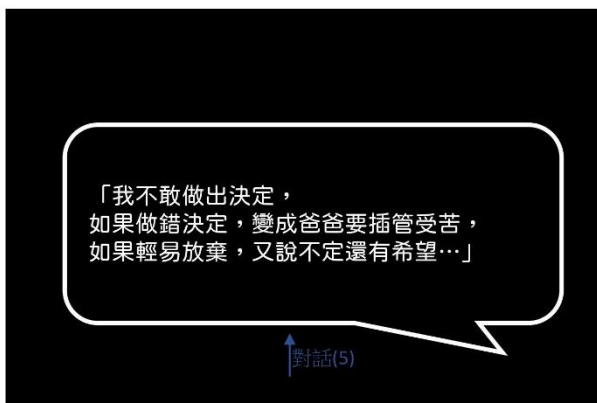 「我不敢做出決定，
如果做錯決定，變成爸爸要插管受苦，
如果輕易放棄，又說不定還有希望…」
對話(5)